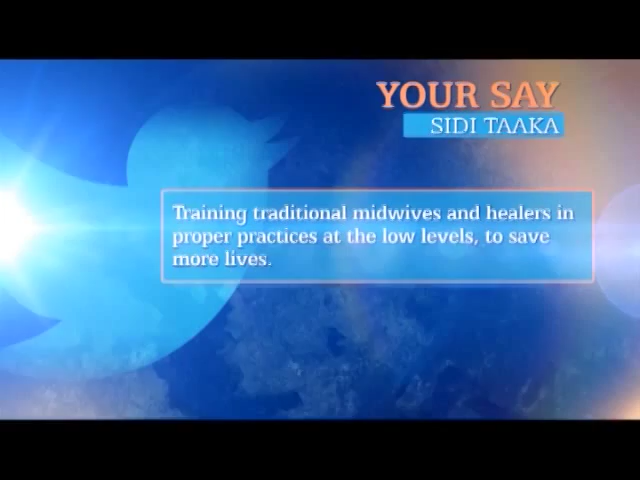 YOUR SAY
SIDI TAAKA
Training traditional midwives and healers in
proper practices at the low levels, to save
more lives.